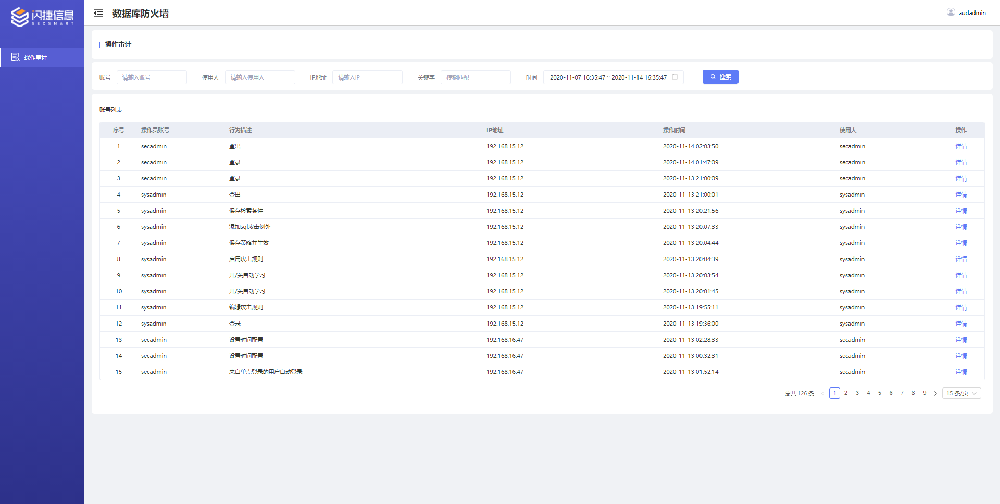 闪捷信息
SECSMART
数据库防火墙
audadmin
操作审计
操作审计
账号: 请输入账号 使用人: 请输入使用人 IP地址: 请输入IP 关键字: 模糊匹配 时间: 2020-11-07 16:35:47 ~ 2020-11-14 16:35:47 搜索
账号列表
序号 操作员账号 行为描述 IP地址 操作时间 使用人 操作
1 secadmin 登出 192.168.15.12 2020-11-14 02:03:50 secadmin 详情
2 secadmin 登录 192.168.15.12 2020-11-14 01:47:09 secadmin 详情
3 secadmin 登录 192.168.15.12 2020-11-13 21:00:09 secadmin 详情
4 sysadmin 登出 192.168.15.12 2020-11-13 21:00:01 sysadmin 详情
5 sysadmin 保存检索条件 192.168.15.12 2020-11-13 20:21:56 sysadmin 详情
6 sysadmin 添加sql攻击例外 192.168.15.12 2020-11-13 20:07:33 sysadmin 详情
7 sysadmin 保存策略并生效 192.168.15.12 2020-11-13 20:04:44 sysadmin 详情
8 sysadmin 启用攻击规则 192.168.15.12 2020-11-13 20:04:39 sysadmin 详情
9 sysadmin 开/关自动学习 192.168.15.12 2020-11-13 20:03:54 sysadmin 详情
10 sysadmin 开/关自动学习 192.168.15.12 2020-11-13 20:01:45 sysadmin 详情
11 sysadmin 编辑攻击规则 192.168.15.12 2020-11-13 19:55:11 sysadmin 详情
12 sysadmin 登录 192.168.15.12 2020-11-13 19:36:00 sysadmin 详情
13 secadmin 设置时间配置 192.168.16.47 2020-11-13 02:28:33 secadmin 详情
14 secadmin 设置时间配置 192.168.16.47 2020-11-13 00:32:31 secadmin 详情
15 secadmin 来自单点登录的用户自动登录 192.168.16.47 2020-11-13 01:52:14 secadmin 详情
总共 126 条 < 1 2 3 4 5 6 7 8 9 > 15 条/页